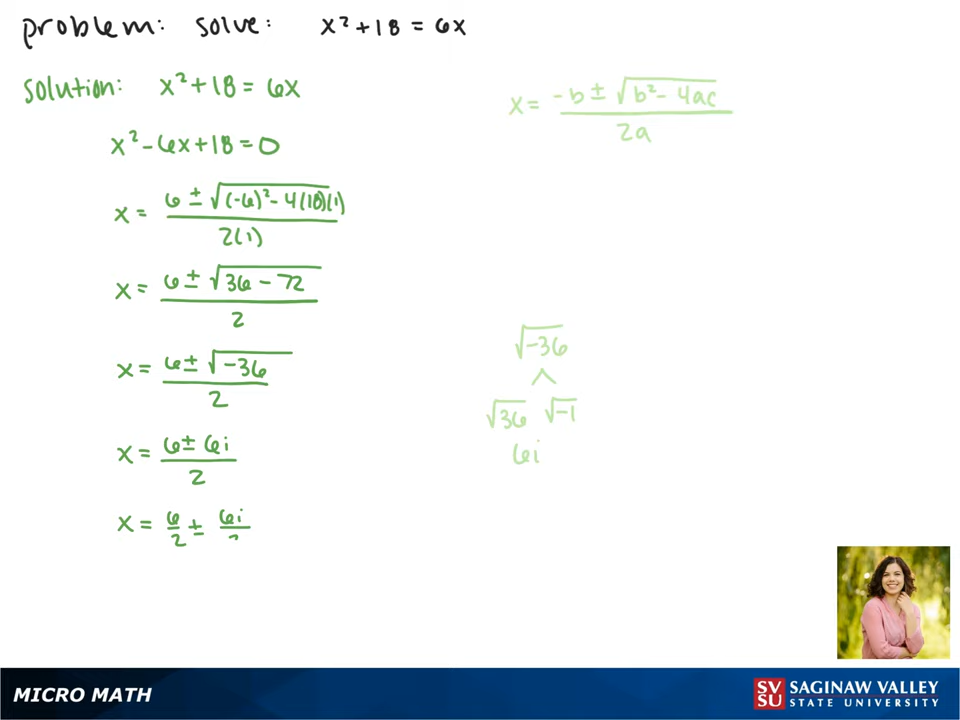 problem: solve: x² + 18 = 6x
solution: x² + 18 = 6x
x² - 6x + 18 = 0
x = 6 ± √(-6)² - 4(18)(1) / 2(1)
x = 6 ± √36 - 72 / 2
x = 6 ± √-36 / 2
x = 6 ± 6i / 2
x = 6/2 ± 6i/
x = -b ± √b² - 4ac / 2a
√-36
√36 √-1
6i
MICRO MATH
SV SU SAGINAW VALLEY
STATE UNIVERSITY